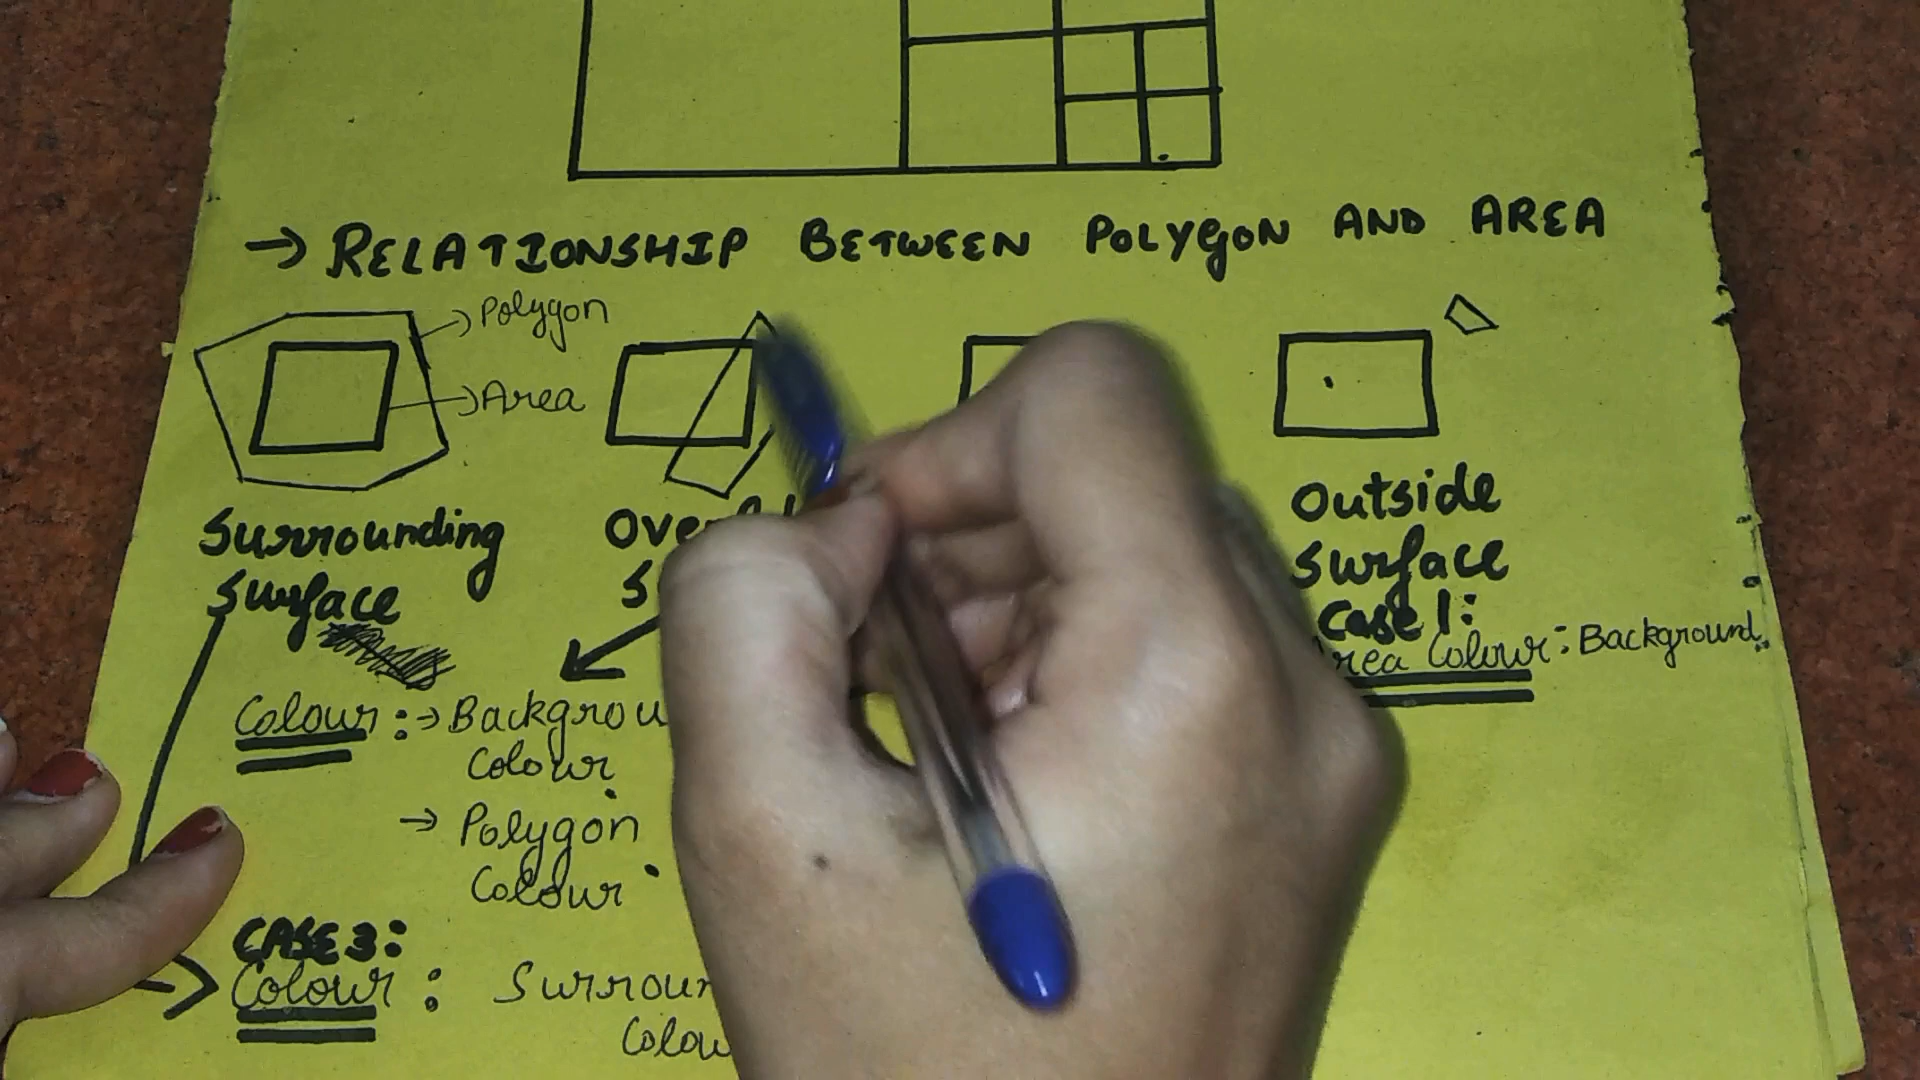 → RELATIONSHIP BETWEEN POLYGON AND AREA
→ Polygon
→ Area
Surrounding
Surface
Outside
Surface
Case 1:
Area Colour: Background
Colour: → Backgrou
Colour.
→ Polygon
Colour
CASE 3:
Colour: Surroun
Colou